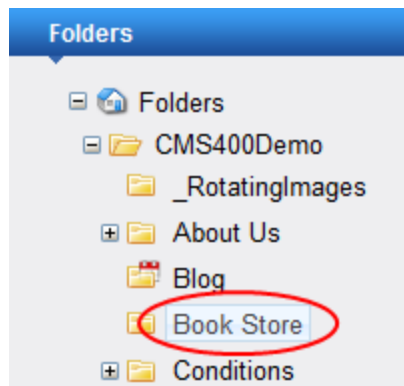 Folders
Folders
CMS400Demo
_RotatingImages
About Us
Blog
Book Store
Conditions